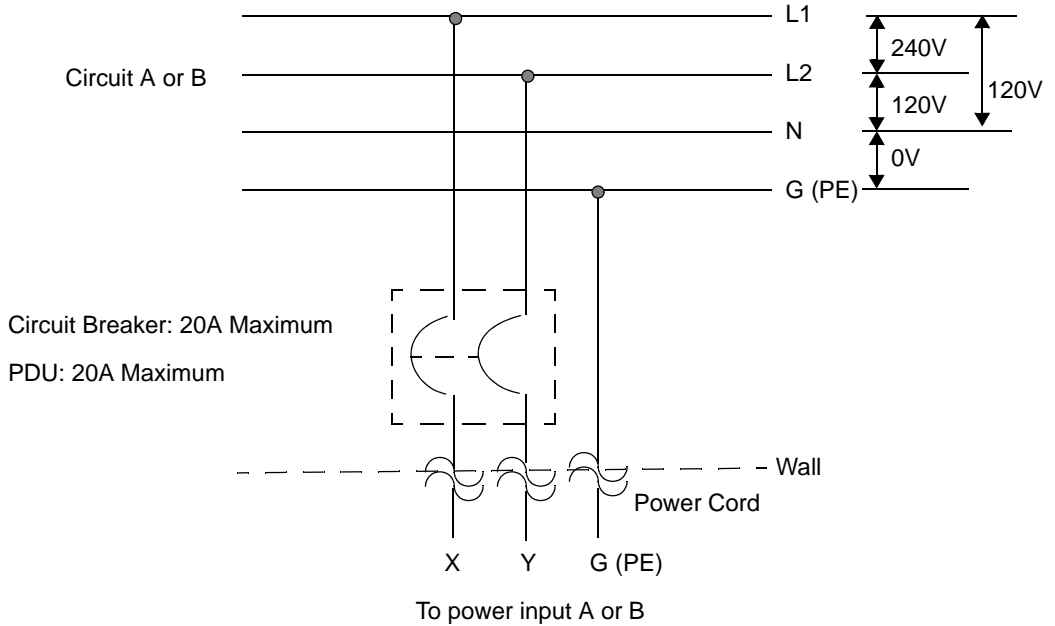 L1
240V
Circuit A or B
L2
120V
120V
N
0V
G (PE)
Circuit Breaker: 20A Maximum
PDU: 20A Maximum
Wall
Power Cord
X
Y
G (PE)
To power input A or B